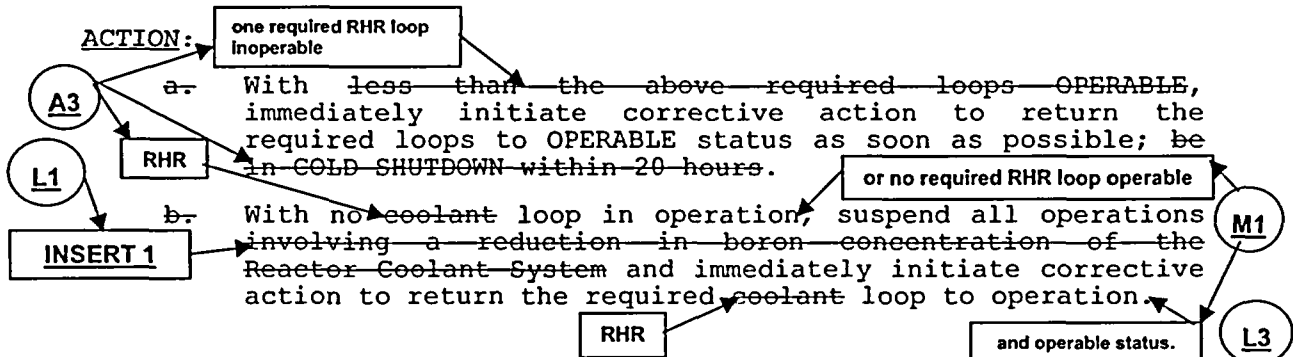 one required RHR loop
inoperable
ACTION:
A3
a. With less than the above required loops OPERABLE,
immediately initiate corrective action to return the
required loops to OPERABLE status as soon as possible; be
in COLD SHUTDOWN within 20 hours.
RHR
L1
or no required RHR loop operable
b. With no coolant loop in operation, suspend all operations
involving a reduction in boron concentration of the
Reactor Coolant System and immediately initiate corrective
action to return the required coolant loop to operation.
M1
INSERT 1
RHR
and operable status.
L3